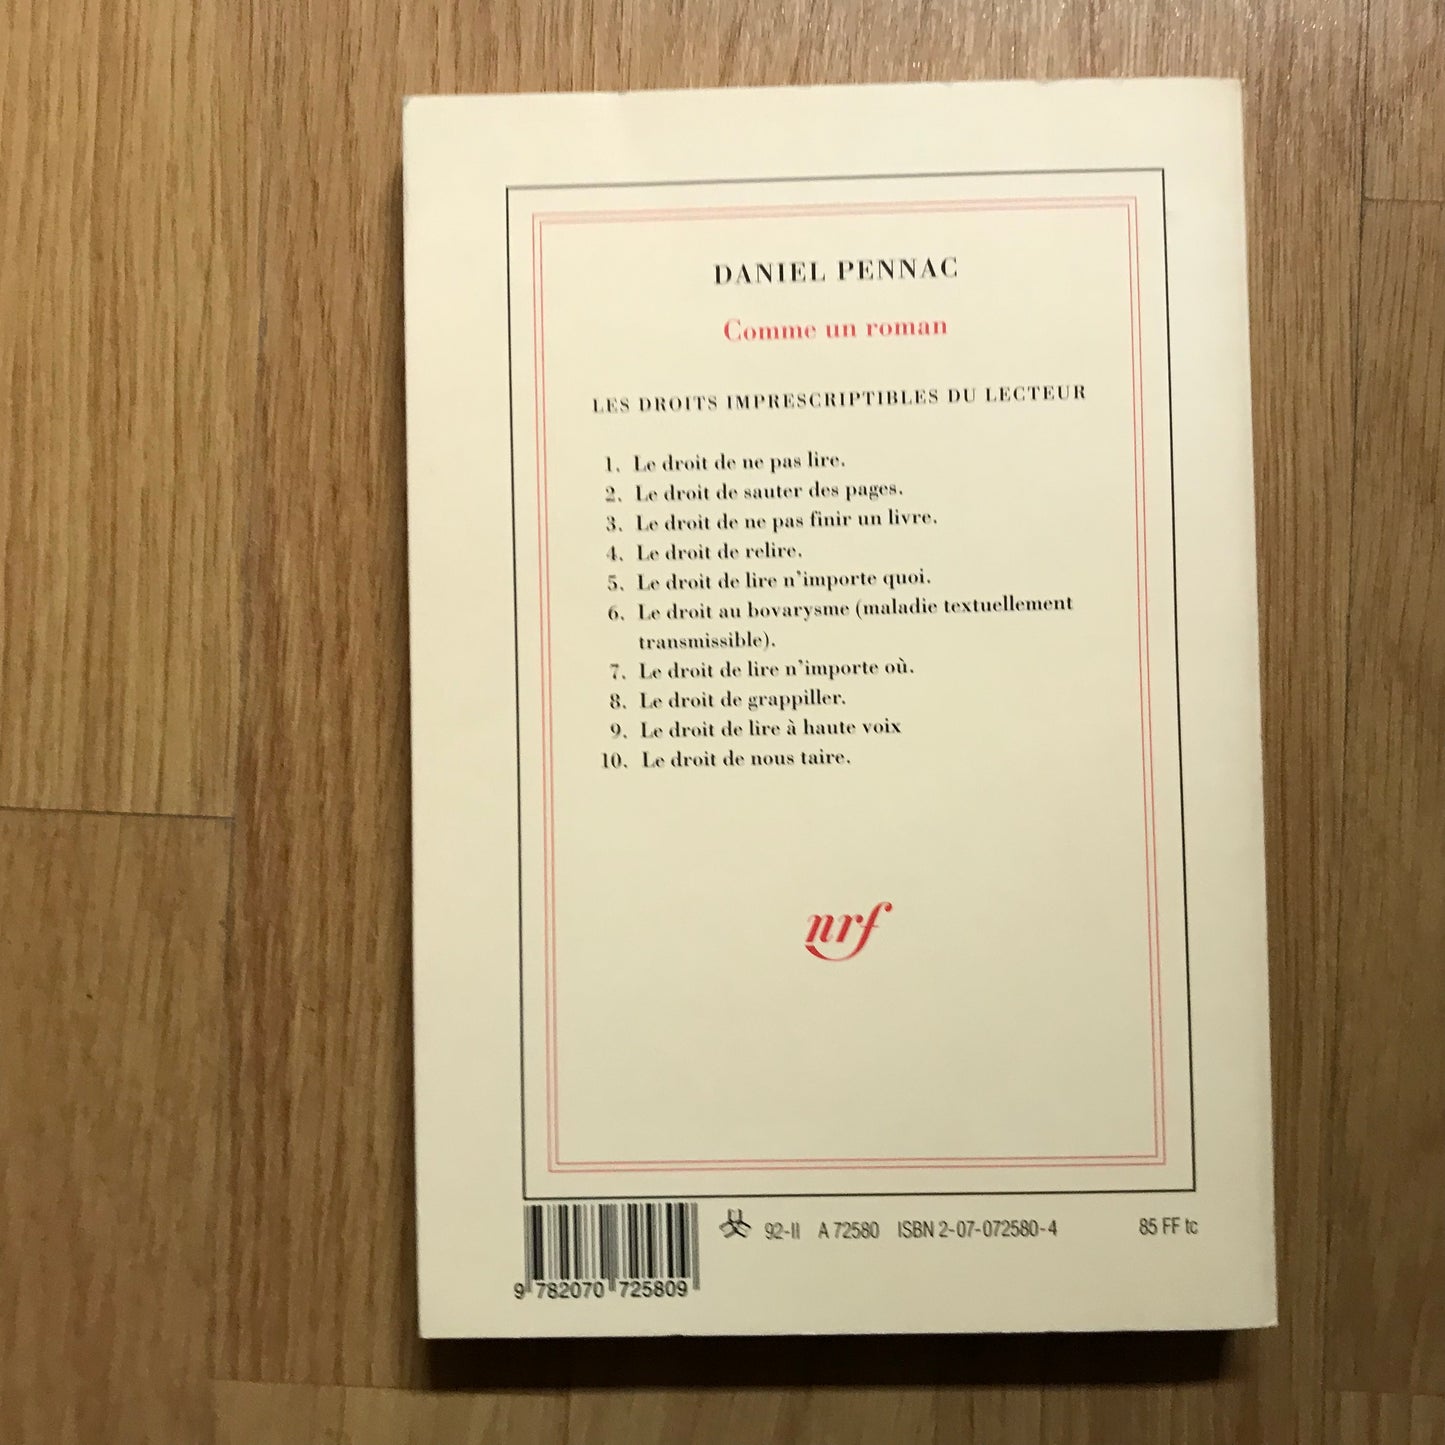 DANIEL PENNAC
Comme un roman
LES DROITS IMPRESCRIPTIBLES DU LECTEUR
1. Le droit de ne pas lire.
2. Le droit de sauter des pages.
3. Le droit de ne pas finir un livre.
4. Le droit de relire.
5. Le droit de lire n'importe quoi.
6. Le droit au bovarysme (maladie textuellement
transmissible).
7. Le droit de lire n'importe où.
8. Le droit de grappiller.
9. Le droit de lire à haute voix
10. Le droit de nous taire.
nrf
92-II A 72580 ISBN 2-07-072580-4 85 FF tc
9 782070 725809